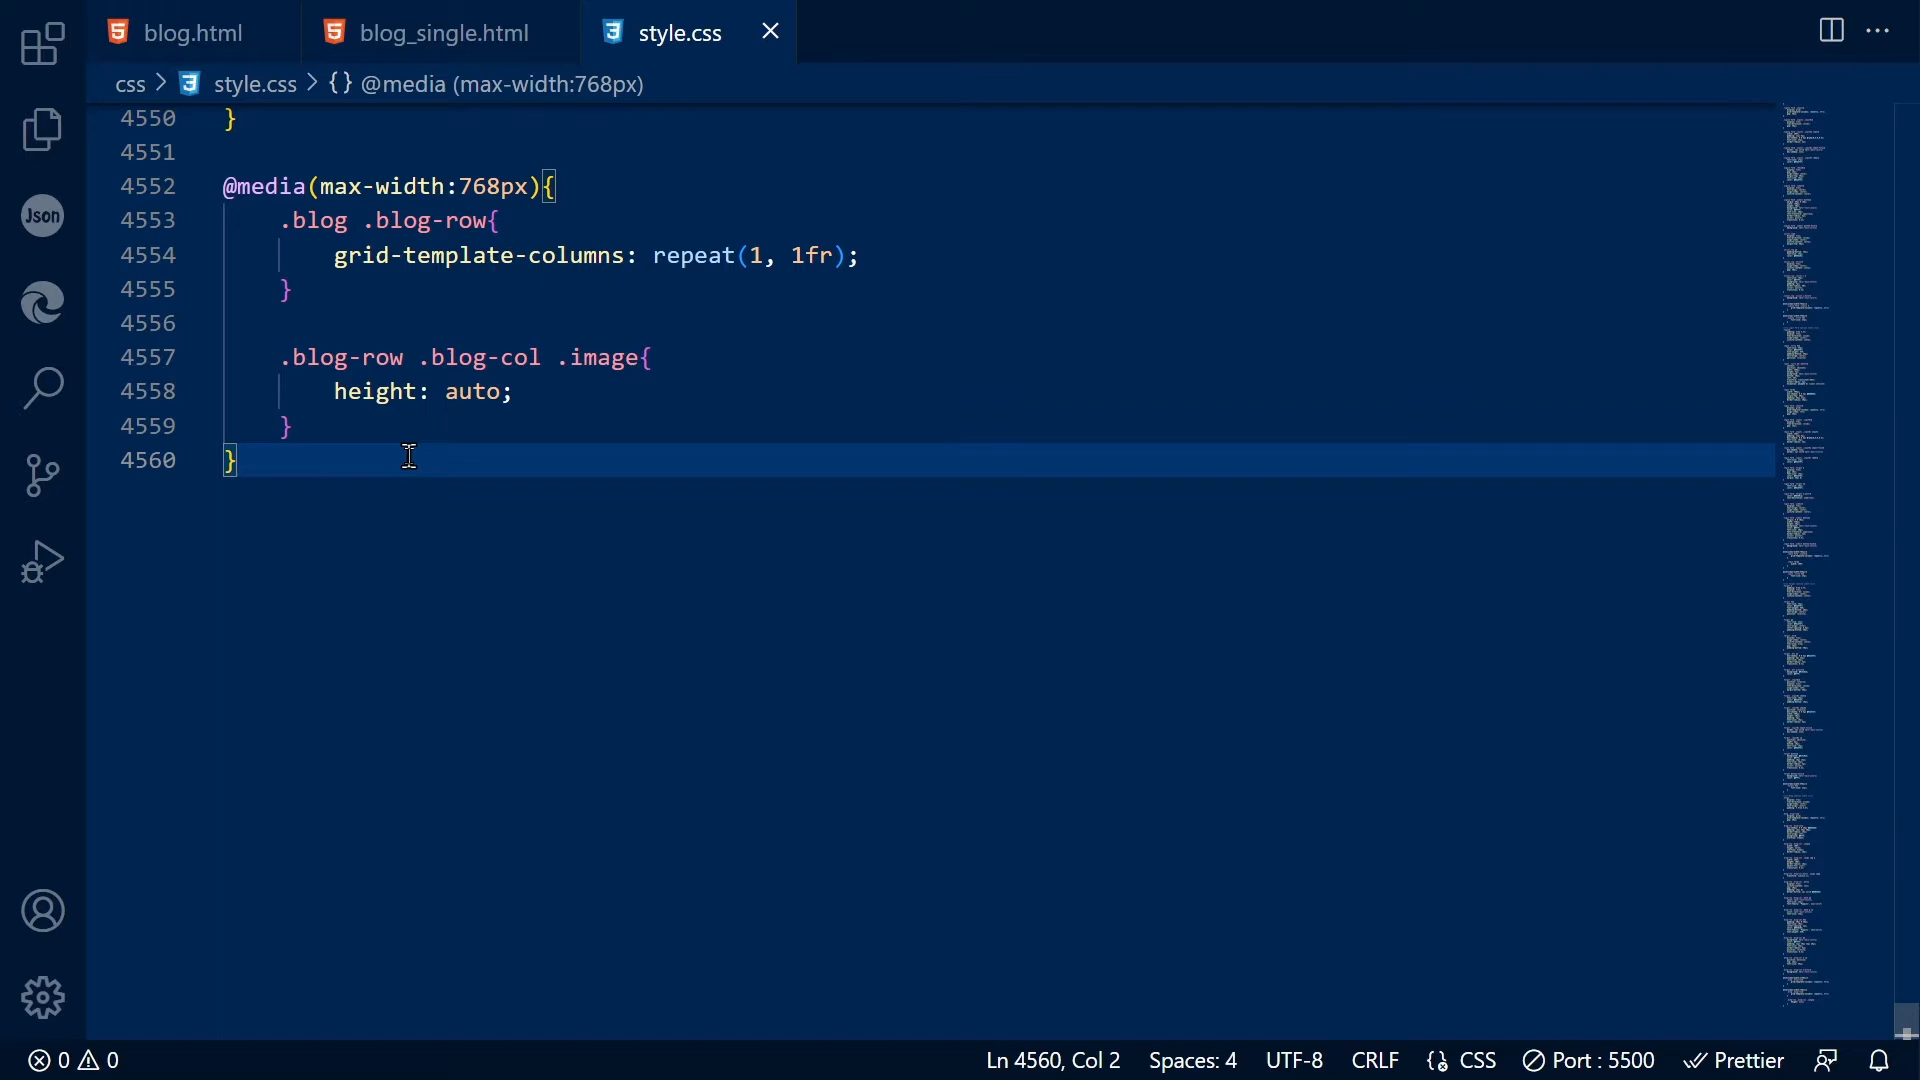 blog.html blog_single.html style.css
css style.css {} @media (max-width:768px)
4550 }
4551
4552 @media(max-width:768px){
4553 .blog .blog-row{
4554 grid-template-columns: repeat(1, 1fr);
4555 }
4556
4557 .blog-row .blog-col .image{
4558 height: auto;
4559 }
4560 }
Json
0 0 Ln 4560, Col 2 Spaces: 4 UTF-8 CRLF CSS Port : 5500 Prettier